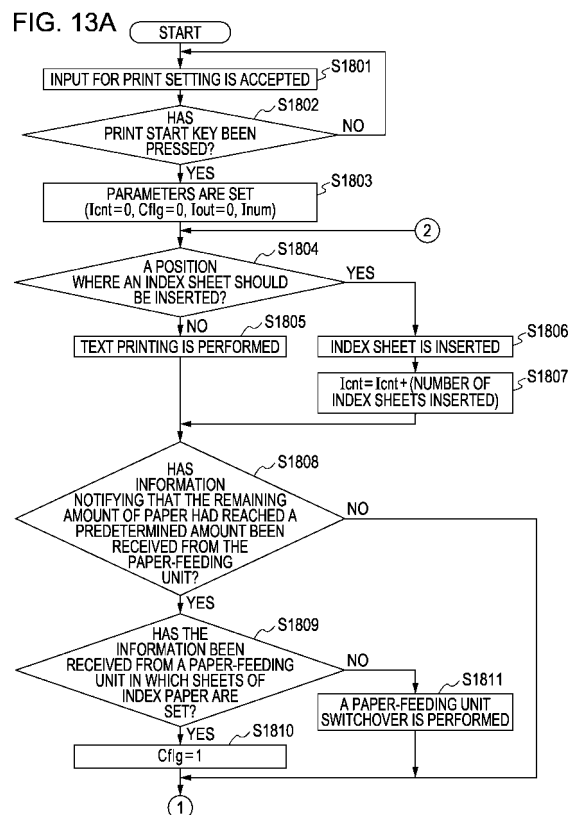 FIG. 13A
START
S1801
INPUT FOR PRINT SETTING IS ACCEPTED
S1802
HAS
PRINT START KEY BEEN
PRESSED?
NO
YES
S1803
PARAMETERS ARE SET
(Icnt=0, Cflg=0, Iout=0, Inum)
2
S1804
A POSITION
WHERE AN INDEX SHEET SHOULD
BE INSERTED?
YES
NO
S1805
TEXT PRINTING IS PERFORMED
S1806
INDEX SHEET IS INSERTED
S1807
Icnt=Icnt+(NUMBER OF
INDEX SHEETS INSERTED)
S1808
HAS
INFORMATION
NOTIFYING THAT THE REMAINING
AMOUNT OF PAPER HAD REACHED A
PREDETERMINED AMOUNT BEEN
RECEIVED FROM THE
PAPER-FEEDING
UNIT?
NO
YES
S1809
HAS THE
INFORMATION BEEN
RECEIVED FROM A PAPER-FEEDING
UNIT IN WHICH SHEETS OF
INDEX PAPER ARE
SET?
NO
S1811
A PAPER-FEEDING UNIT
SWITCHOVER IS PERFORMED
YES
S1810
Cflg=1
1